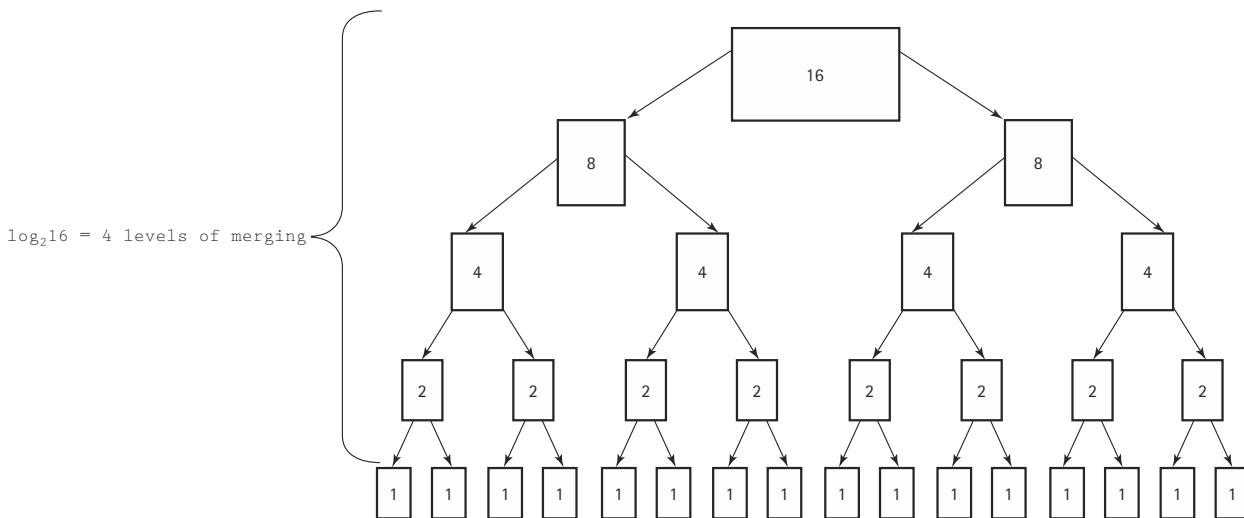 16
8 8
log₂16 = 4 levels of merging
4 4 4 4
2 2 2 2 2 2 2 2
1 1 1 1 1 1 1 1 1 1 1 1 1 1 1 1